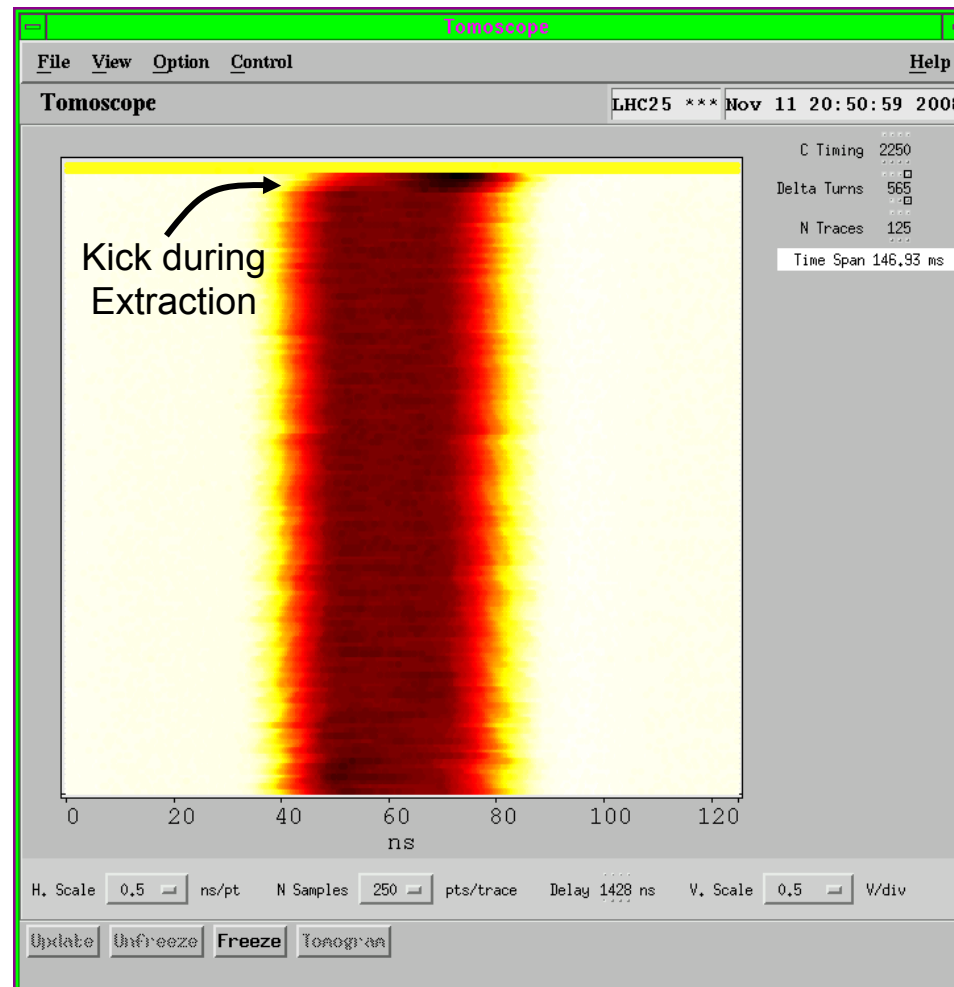 Tomoscope
File View Option Control Help
Tomoscope LHC25 *** Nov 11 20:50:59
C Timing 2250
Delta Turns 565
N Traces 125
Time Span 146.93 ms
Kick during
Extraction
0 20 40 60 80 100 120
ns
H. Scale 0.5 ns/pt N Samples 250 pts/trace Delay 1428 ns V. Scale 0.5 V/div
Update Unfreeze Freeze Tomogram